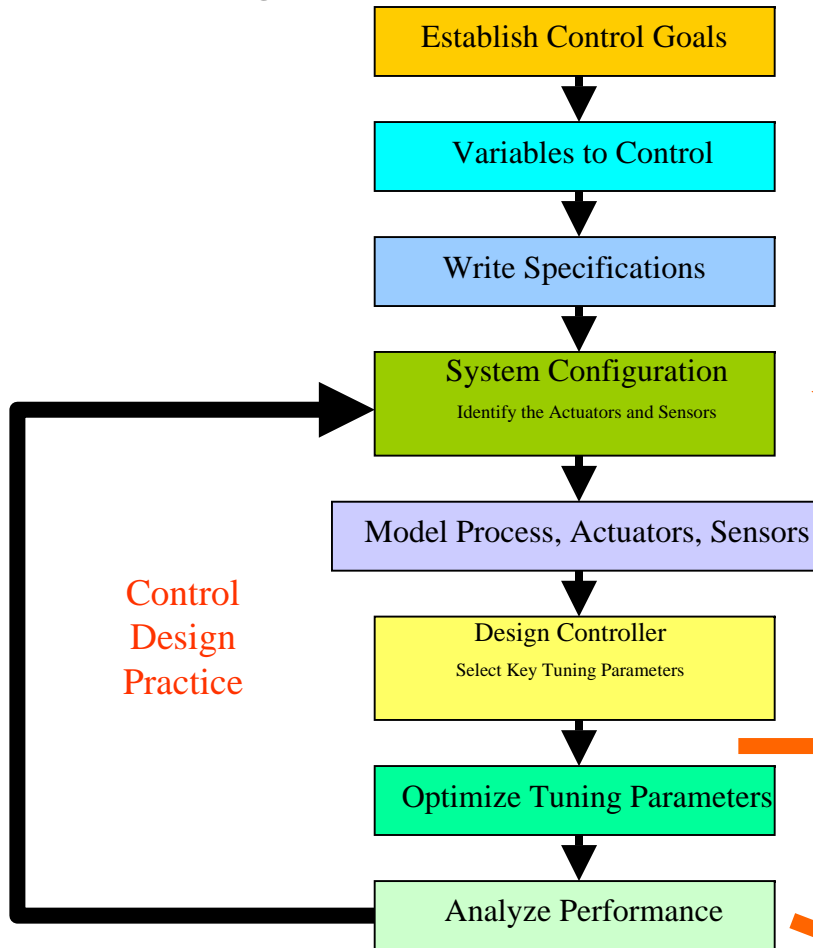 Establish Control Goals
Variables to Control
Write Specifications
System Configuration
Identify the Actuators and Sensors
Model Process, Actuators, Sensors
Control
Design
Practice
Design Controller
Select Key Tuning Parameters
Optimize Tuning Parameters
Analyze Performance